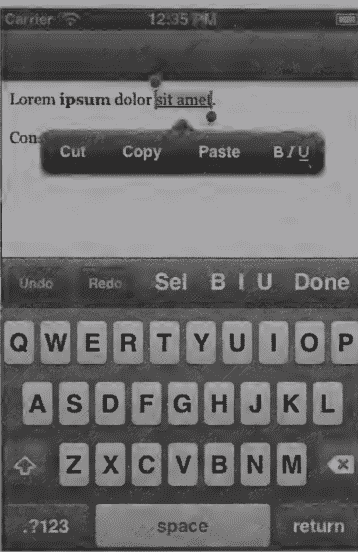 Carrier 12:35 PM
Lorem ipsum dolor sit amet.
Con
Cut Copy Paste B I U
Undo Redo Sel B I U Done
Q W E R T Y U I O P
A S D F G H J K L
Z X C V B N M
.?123 space return